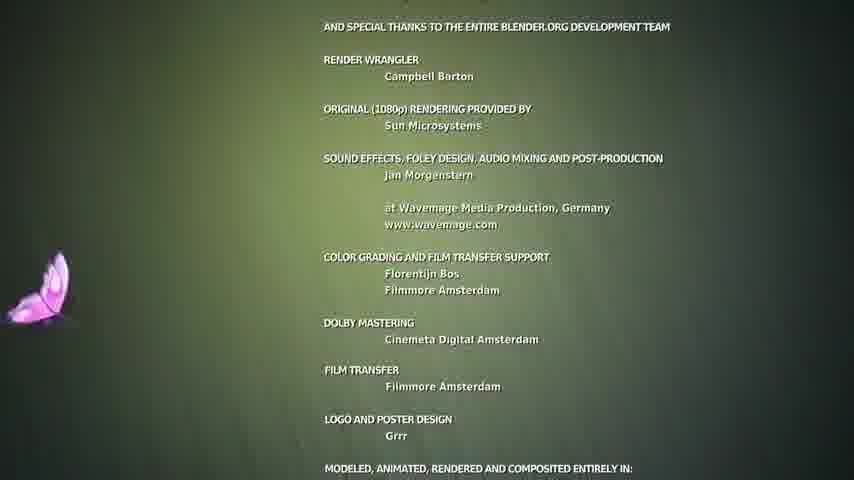 AND SPECIAL THANKS TO THE ENTIRE BLENDER.ORG DEVELOPMENT TEAM
RENDER WRANGLER
Campbell Barton
ORIGINAL (1080p) RENDERING PROVIDED BY
Sun Microsystems
SOUND EFFECTS, FOLEY DESIGN, AUDIO MIXING AND POST-PRODUCTION
Jan Morgenstern
at Wavemage Media Production, Germany
www.wavemage.com
COLOR GRADING AND FILM TRANSFER SUPPORT
Florentijn Bos
Filmmore Amsterdam
DOLBY MASTERING
Cinemeta Digital Amsterdam
FILM TRANSFER
Filmmore Amsterdam
LOGO AND POSTER DESIGN
Grrr
MODELED, ANIMATED, RENDERED AND COMPOSITED ENTIRELY IN: